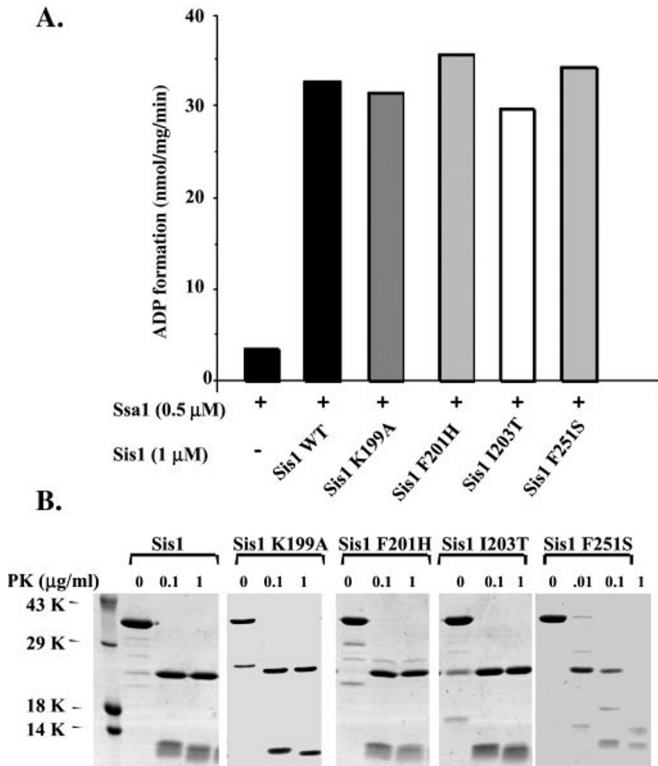 A.
ADP formation (nmol/mg/min)
40
30
20
10
0
Ssa1 (0.5 μM) + + + + + +
Sis1 (1 μM) - Sis1 WT Sis1 K199A Sis1 F201H Sis1 I203T Sis1 F251S
B.
Sis1 Sis1 K199A Sis1 F201H Sis1 I203T Sis1 F251S
PK (μg/ml) 0 0.1 1 0 0.1 1 0 0.1 1 0 0.1 1 0 .01 0.1 1
43 K
29 K
18 K
14 K